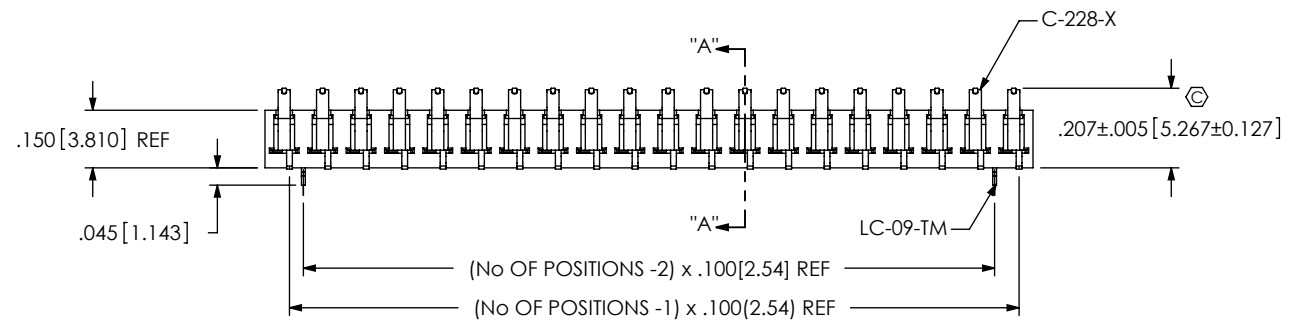 C-228-X
"A"
C
.150[3.810] REF
.207±.005[5.267±0.127]
"A"
LC-09-TM
.045[1.143]
(No OF POSITIONS -2) x .100[2.54] REF
(No OF POSITIONS -1) x .100(2.54) REF